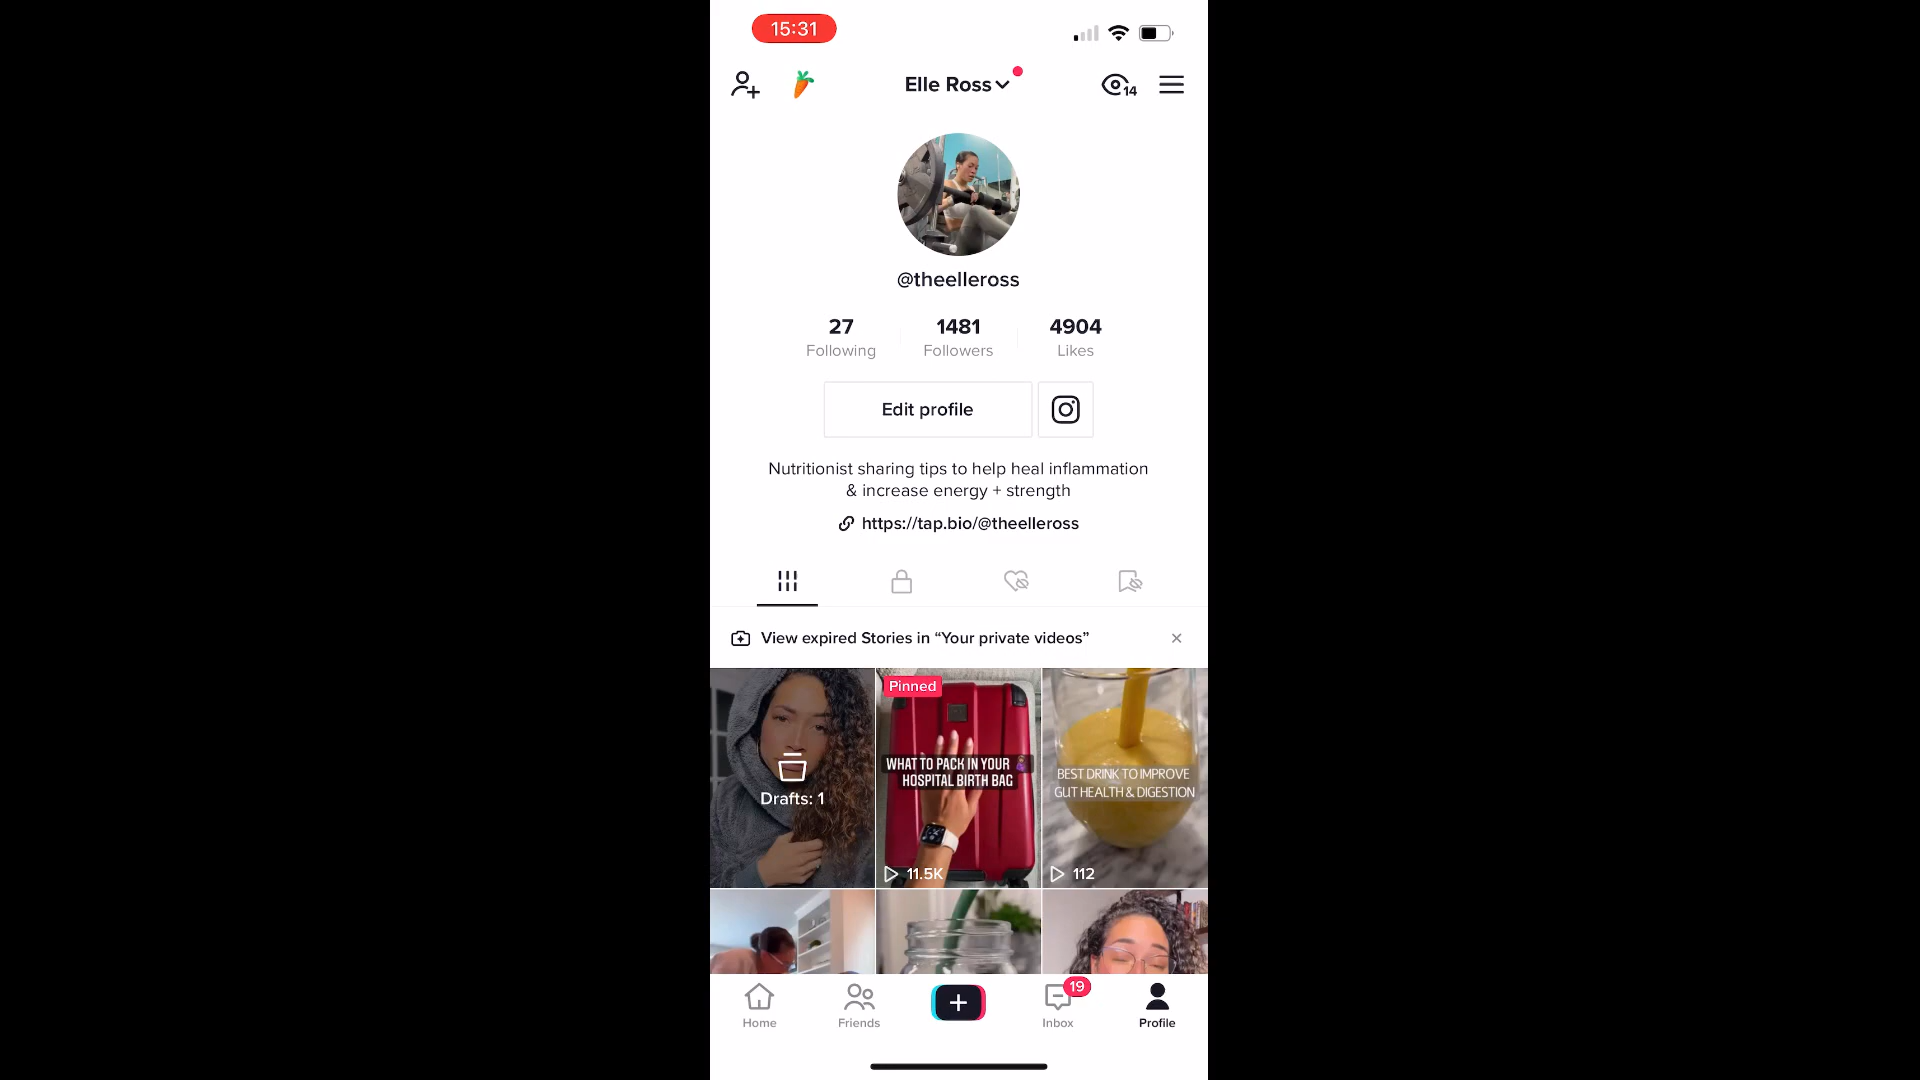 15:31
Elle Ross
14
@theelleross
27
1481
4904
Following
Followers
Likes
Edit profile
Nutritionist sharing tips to help heal inflammation
& increase energy + strength
https://tap.bio/@theelleross
View expired Stories in “Your private videos”
Drafts: 1
Pinned
WHAT TO PACK IN YOUR
HOSPITAL BIRTH BAG
11.5K
BEST DRINK TO IMPROVE
GUT HEALTH & DIGESTION
112
19
Home
Friends
Inbox
Profile